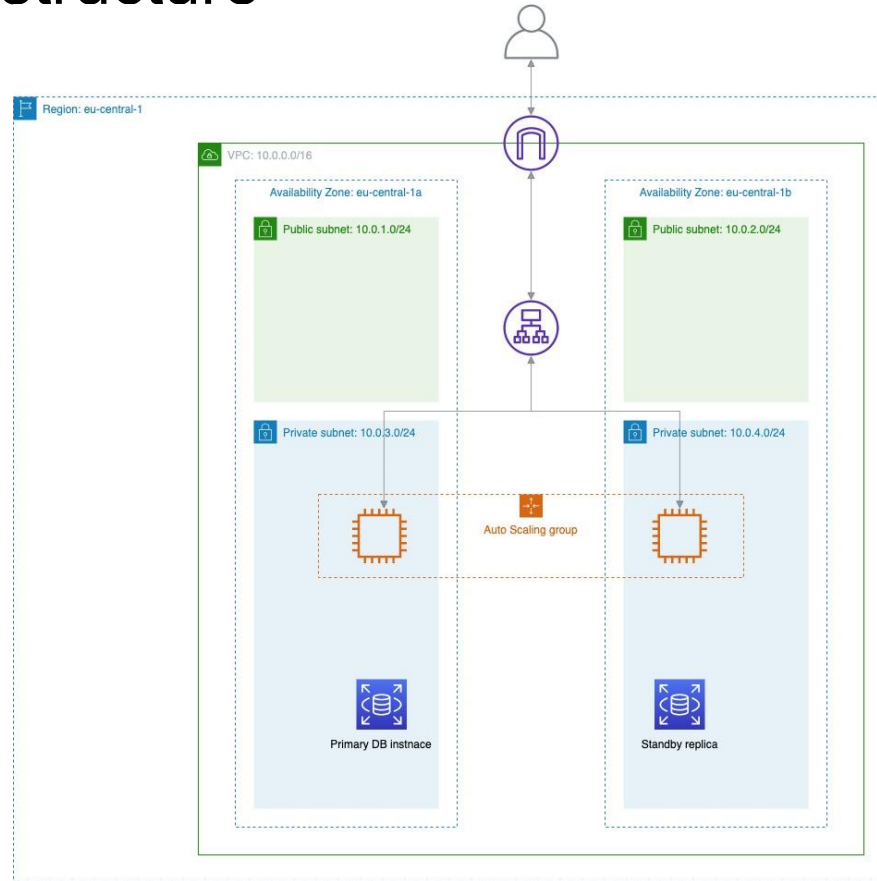 Region: eu-central-1
VPC: 10.0.0.0/16
Availability Zone: eu-central-1a
Availability Zone: eu-central-1b
Public subnet: 10.0.1.0/24
Public subnet: 10.0.2.0/24
Private subnet: 10.0.3.0/24
Private subnet: 10.0.4.0/24
Auto Scaling group
Primary DB instnace
Standby replica